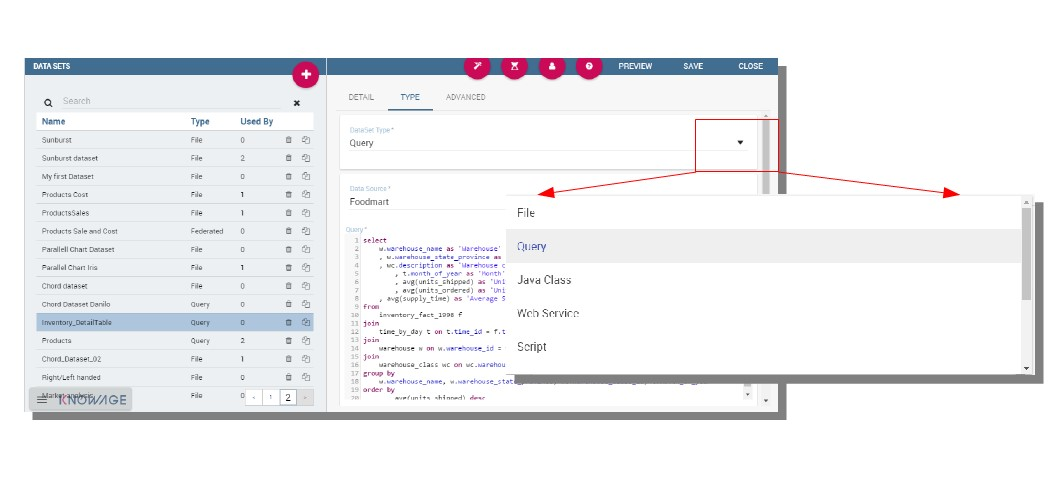 DATA SETS
PREVIEW SAVE CLOSE
Search
Name Type Used By
Sunburst File 0
Sunburst dataset File 2
My first Dataset File 0
Products Cost File 1
ProductsSales File 1
Products Sale and Cost Federated 0
Parallell Chart Dataset File 0
Parallel Chart Iris File 1
Chord dataset File 0
Chord Dataset Danilo Query 0
Inventory_DetailTable Query 0
Products Query 2
Chord_Dataset_02 File 1
Right/Left handed File 0
Market analysis File 0
KNOWAGE
1 2
DETAIL TYPE ADVANCED
DataSet Type *
Query
Data Source *
Foodmart
Query *
1 select
2 w.warehouse_name as 'Warehouse'
3 , w.warehouse_state_province as
4 , wc.description as 'Warehouse c
5 , t.month_of_year as 'Month'
6 , avg(units_shipped) as 'Uni
7 , avg(units_ordered) as 'Uni
8 , avg(supply_time) as 'Average S
9 from
10 inventory_fact_1998 f
11 join
12 time_by_day t on t.time_id = f.t
13 join
14 warehouse w on w.warehouse_id =
15 join
16 warehouse_class wc on wc.warehou
17 group by
18 w.warehouse_name, w.warehouse_stat
19 order by
20 avg(units_shipped) desc
File
Query
Java Class
Web Service
Script